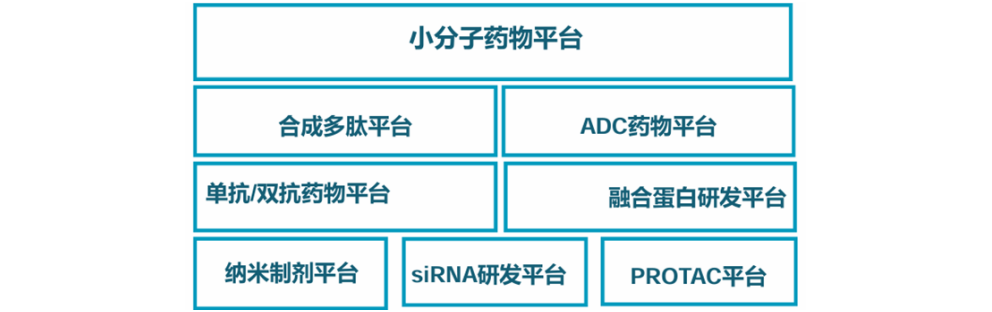 小分子药物平台
合成多肽平台
ADC药物平台
单抗/双抗药物平台
融合蛋白研发平台
纳米制剂平台
siRNA研发平台
PROTAC平台